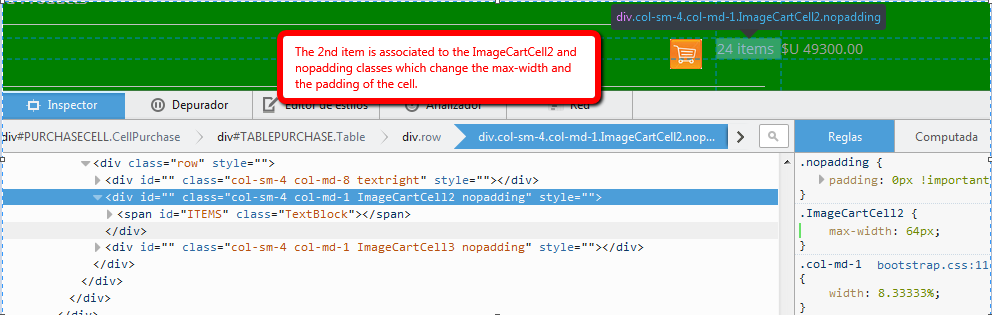 div.col-sm-4.col-md-1.ImageCartCell2.nopadding
24 items $U 49300.00
The 2nd item is associated to the ImageCartCell2 and
nopadding classes which change the max-width and
the padding of the cell.
Inspector Depurador Editor de estilos Analizador Red
div#PURCHASECELL.CellPurchase div#TABLEPURCHASE.Table div.row div.col-sm-4.col-md-1.ImageCartCell2.nop... Reglas Computada
<div class="row" style="">
<div id="" class="col-sm-4 col-md-8 textright" style=""></div>
<div id="" class="col-sm-4 col-md-1 ImageCartCell2 nopadding" style="">
<span id="ITEMS" class="TextBlock"></span>
</div>
<div id="" class="col-sm-4 col-md-1 ImageCartCell3 nopadding" style=""></div>
</div>
</div>
</div>
</div>
.nopadding {
padding: 0px !important
}
.ImageCartCell2 {
max-width: 64px;
}
.col-md-1 bootstrap.css:11
{
width: 8.33333%;
}